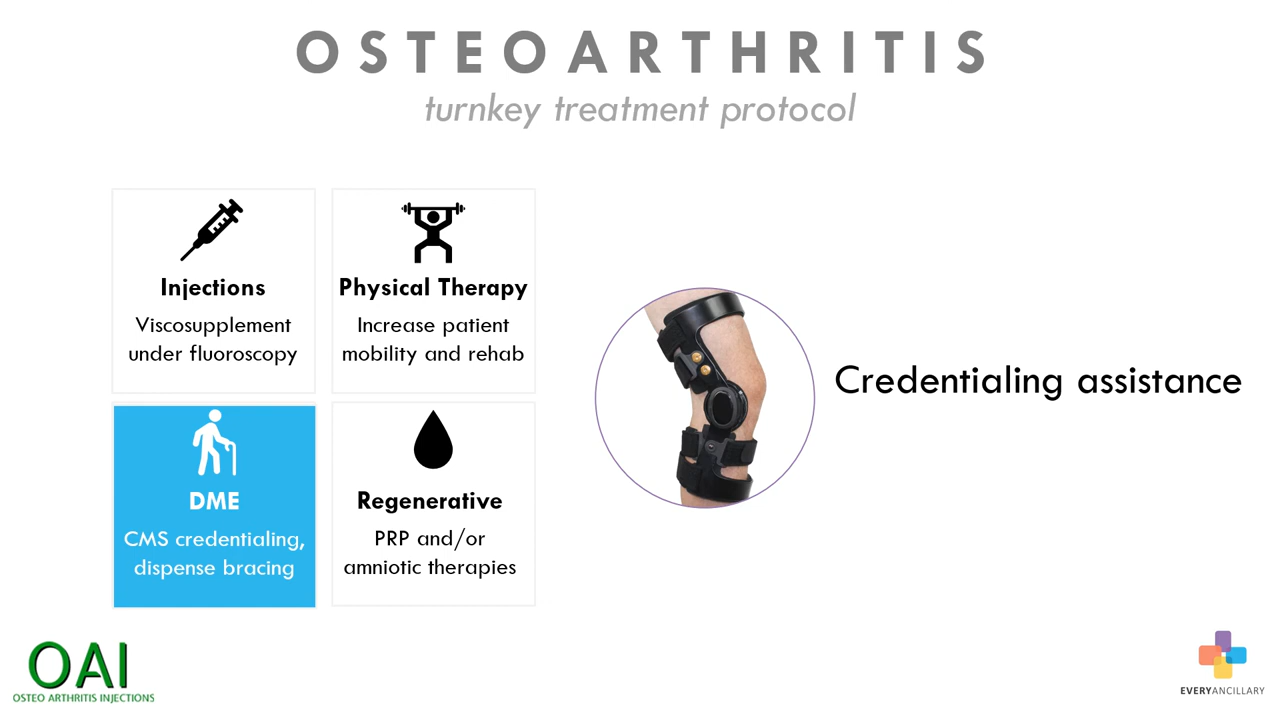 OSTEOARTHRITIS
turnkey treatment protocol
Injections
Viscosupplement
under fluoroscopy
Physical Therapy
Increase patient
mobility and rehab
DME
CMS credentialing,
dispense bracing
Regenerative
PRP and/or
amniotic therapies
Credentialing assistance
OAI
OSTEO ARTHRITIS INJECTIONS
EVERYANCILLARY